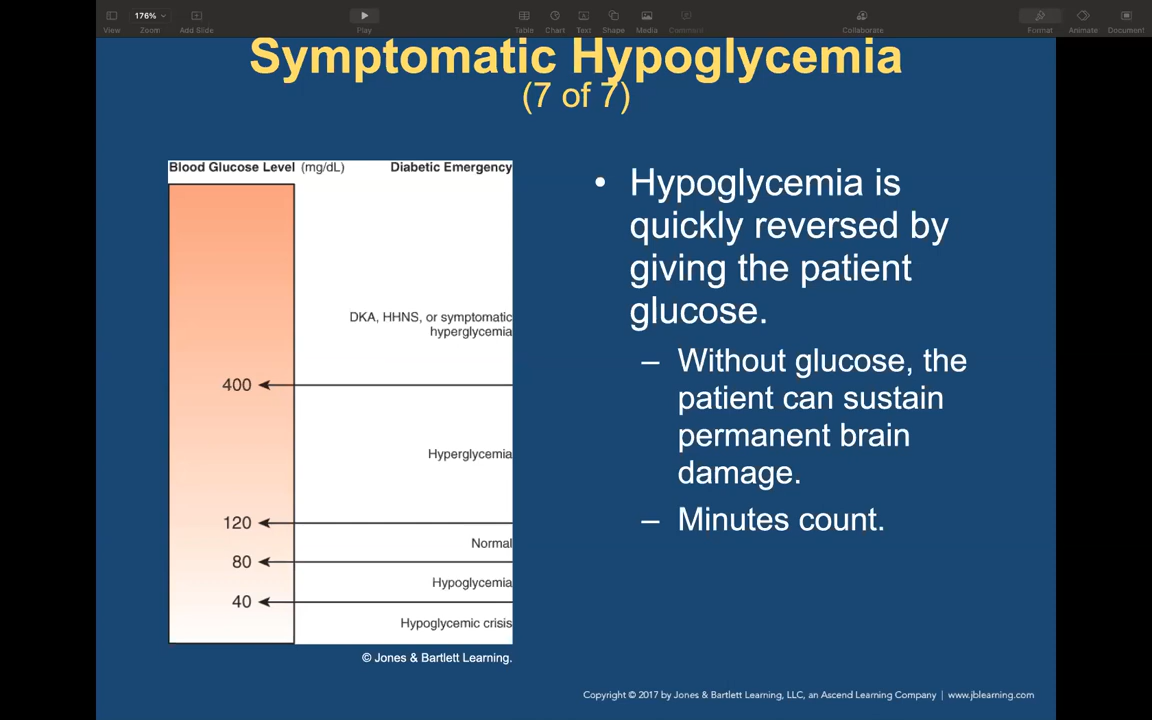 176%
View
Zoom
Add Slide
Play
Table
Chart
Text
Shape
Media
Comment
Collaborate
Format
Animate
Document
Symptomatic Hypoglycemia
(7 of 7)
Blood Glucose Level (mg/dL)
Diabetic Emergency
DKA, HHNS, or symptomatic
hyperglycemia
400
Hyperglycemia
120
Normal
80
Hypoglycemia
40
Hypoglycemic crisis
© Jones & Bartlett Learning.
• Hypoglycemia is
quickly reversed by
giving the patient
glucose.
– Without glucose, the
patient can sustain
permanent brain
damage.
– Minutes count.
Copyright © 2017 by Jones & Bartlett Learning, LLC, an Ascend Learning Company | www.jblearning.com